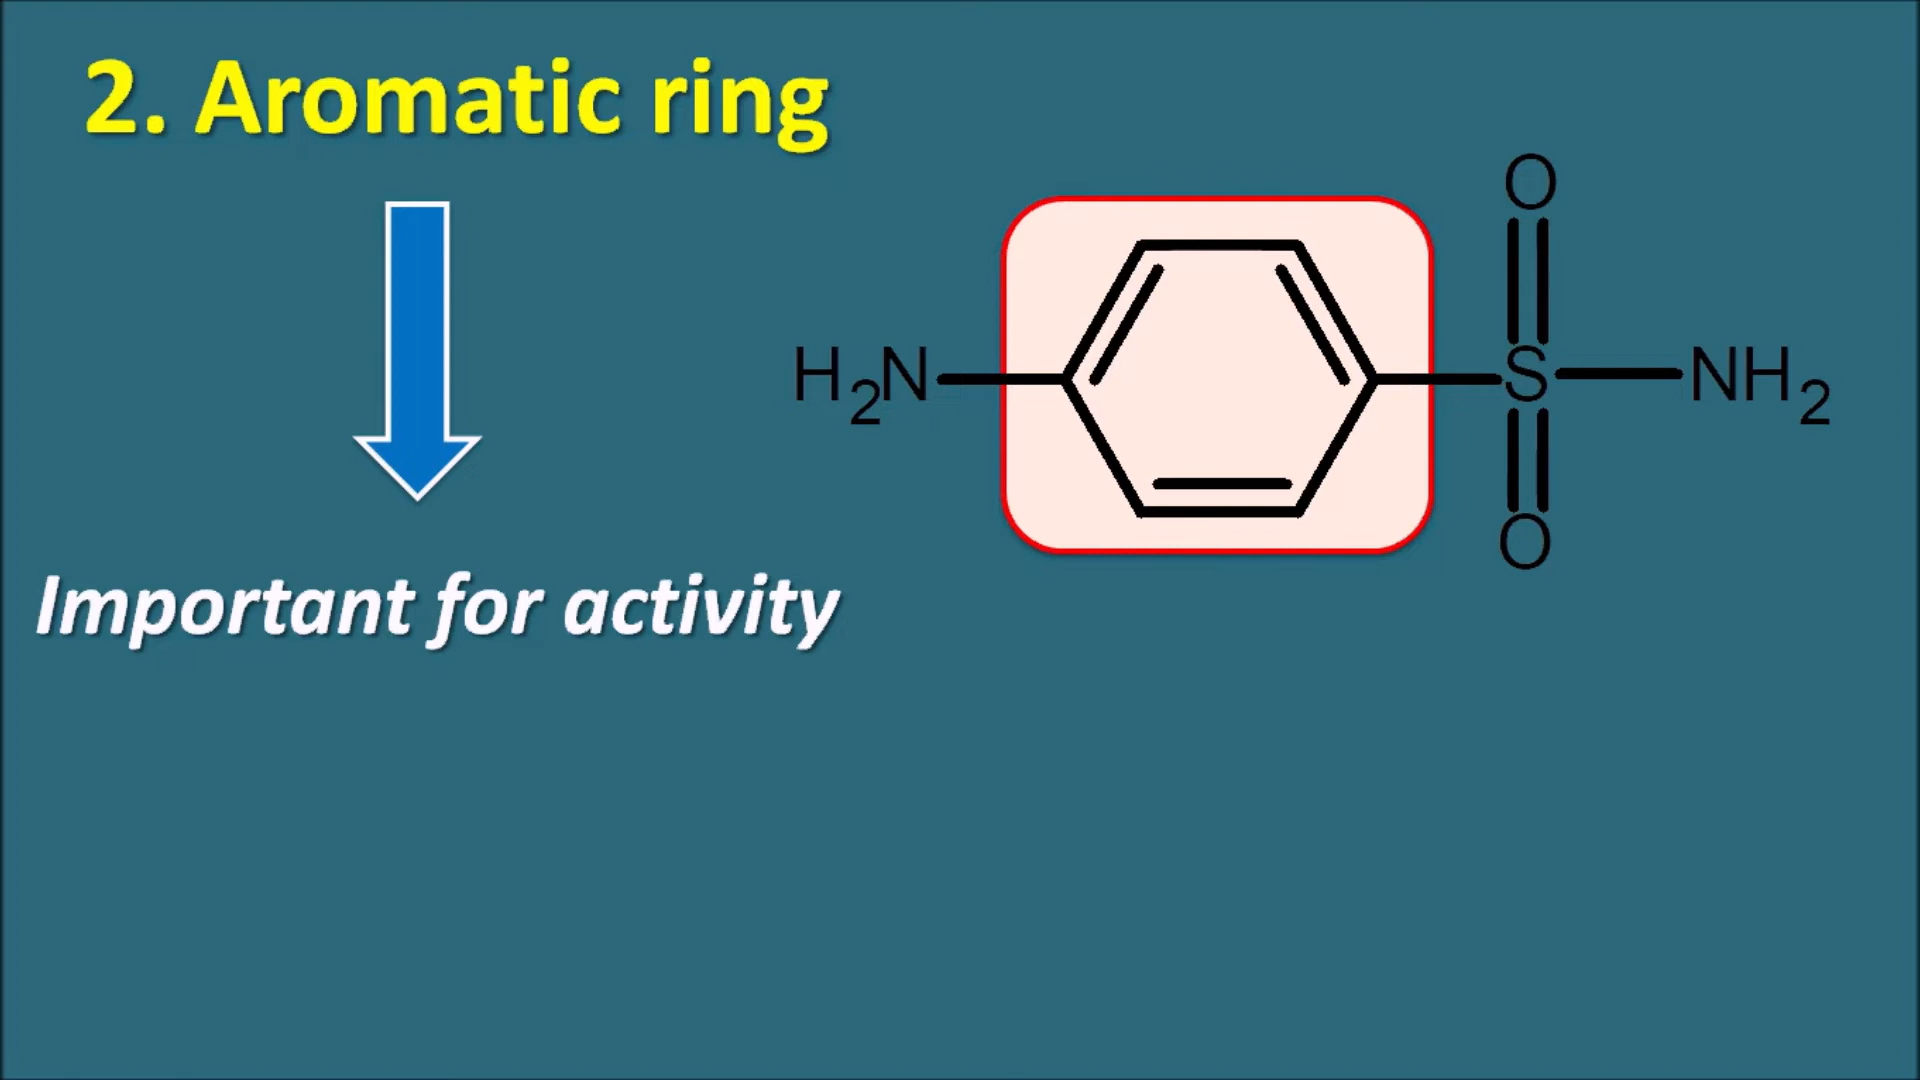 2. Aromatic ring
O
H2N
S
NH2
O
Important for activity